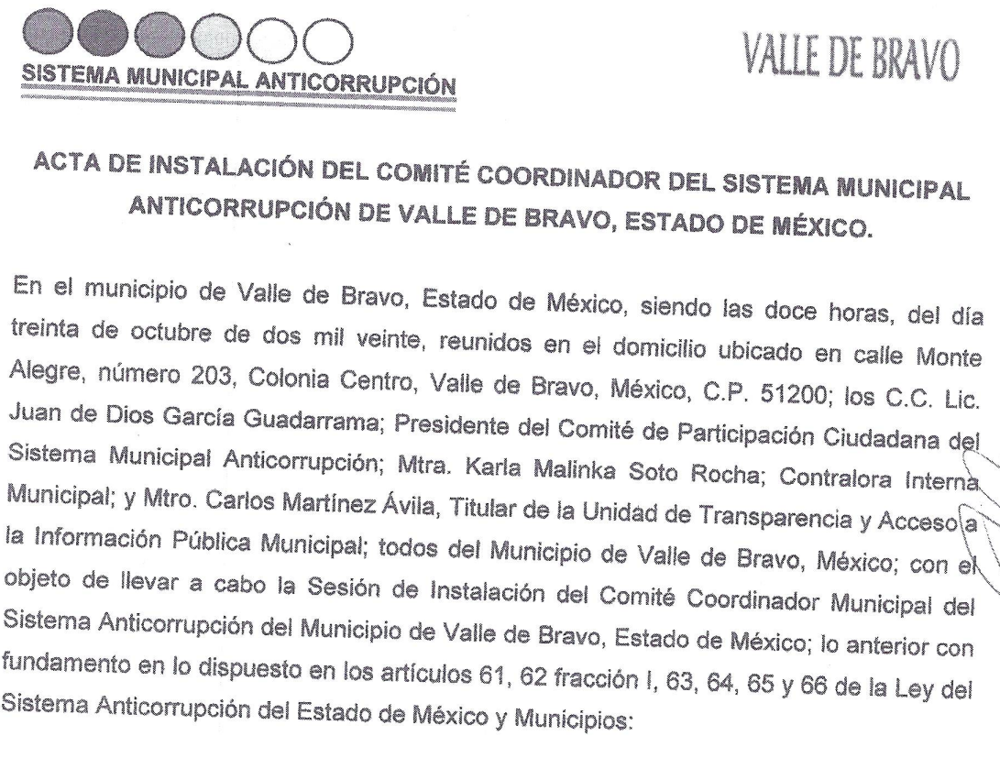 SISTEMA MUNICIPAL ANTICORRUPCIÓN
VALLE DE BRAVO
ACTA DE INSTALACIÓN DEL COMITÉ COORDINADOR DEL SISTEMA MUNICIPAL
ANTICORRUPCIÓN DE VALLE DE BRAVO, ESTADO DE MÉXICO.
En el municipio de Valle de Bravo, Estado de México, siendo las doce horas, del día
treinta de octubre de dos mil veinte, reunidos en el domicilio ubicado en calle Monte
Alegre, número 203, Colonia Centro, Valle de Bravo, México, C.P. 51200; los C.C. Lic.
Juan de Dios García Guadarrama; Presidente del Comité de Participación Ciudadana del
Sistema Municipal Anticorrupción; Mtra. Karla Malinka Soto Rocha; Contralora Interna
Municipal; y Mtro. Carlos Martínez Ávila, Titular de la Unidad de Transparencia y Acceso a
la Información Pública Municipal; todos del Municipio de Valle de Bravo, México; con el
objeto de llevar a cabo la Sesión de Instalación del Comité Coordinador Municipal del
Sistema Anticorrupción del Municipio de Valle de Bravo, Estado de México; lo anterior con
fundamento en lo dispuesto en los artículos 61, 62 fracción I, 63, 64, 65 y 66 de la Ley del
Sistema Anticorrupción del Estado de México y Municipios: